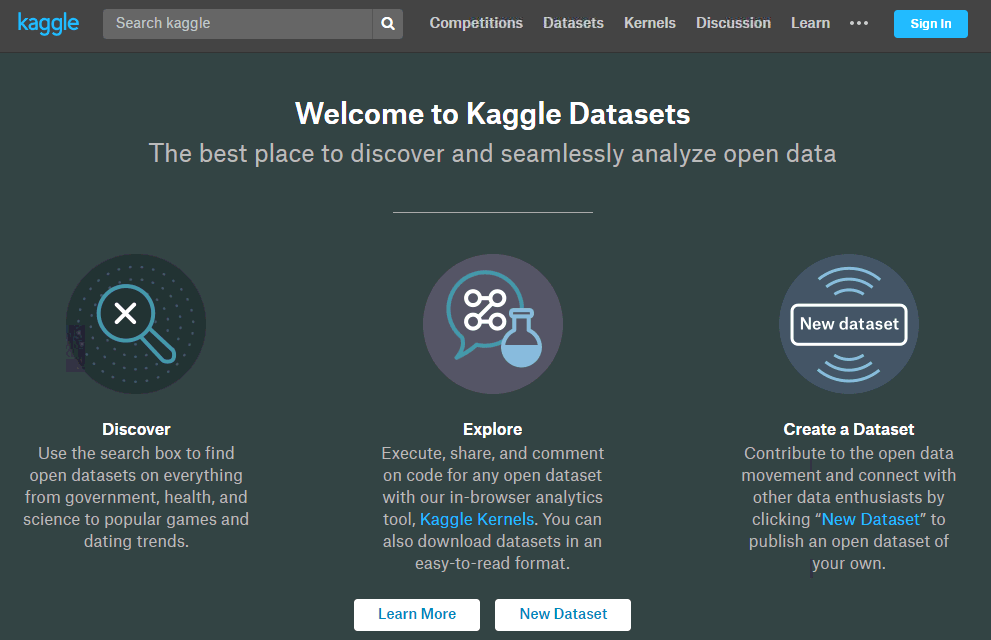 kaggle Search kaggle Competitions Datasets Kernels Discussion Learn ••• Sign In
Welcome to Kaggle Datasets
The best place to discover and seamlessly analyze open data
New dataset
Discover
Use the search box to find
open datasets on everything
from government, health, and
science to popular games and
dating trends.
Explore
Execute, share, and comment
on code for any open dataset
with our in-browser analytics
tool, Kaggle Kernels. You can
also download datasets in an
easy-to-read format.
Create a Dataset
Contribute to the open data
movement and connect with
other data enthusiasts by
clicking “New Dataset” to
publish an open dataset of
your own.
Learn More New Dataset